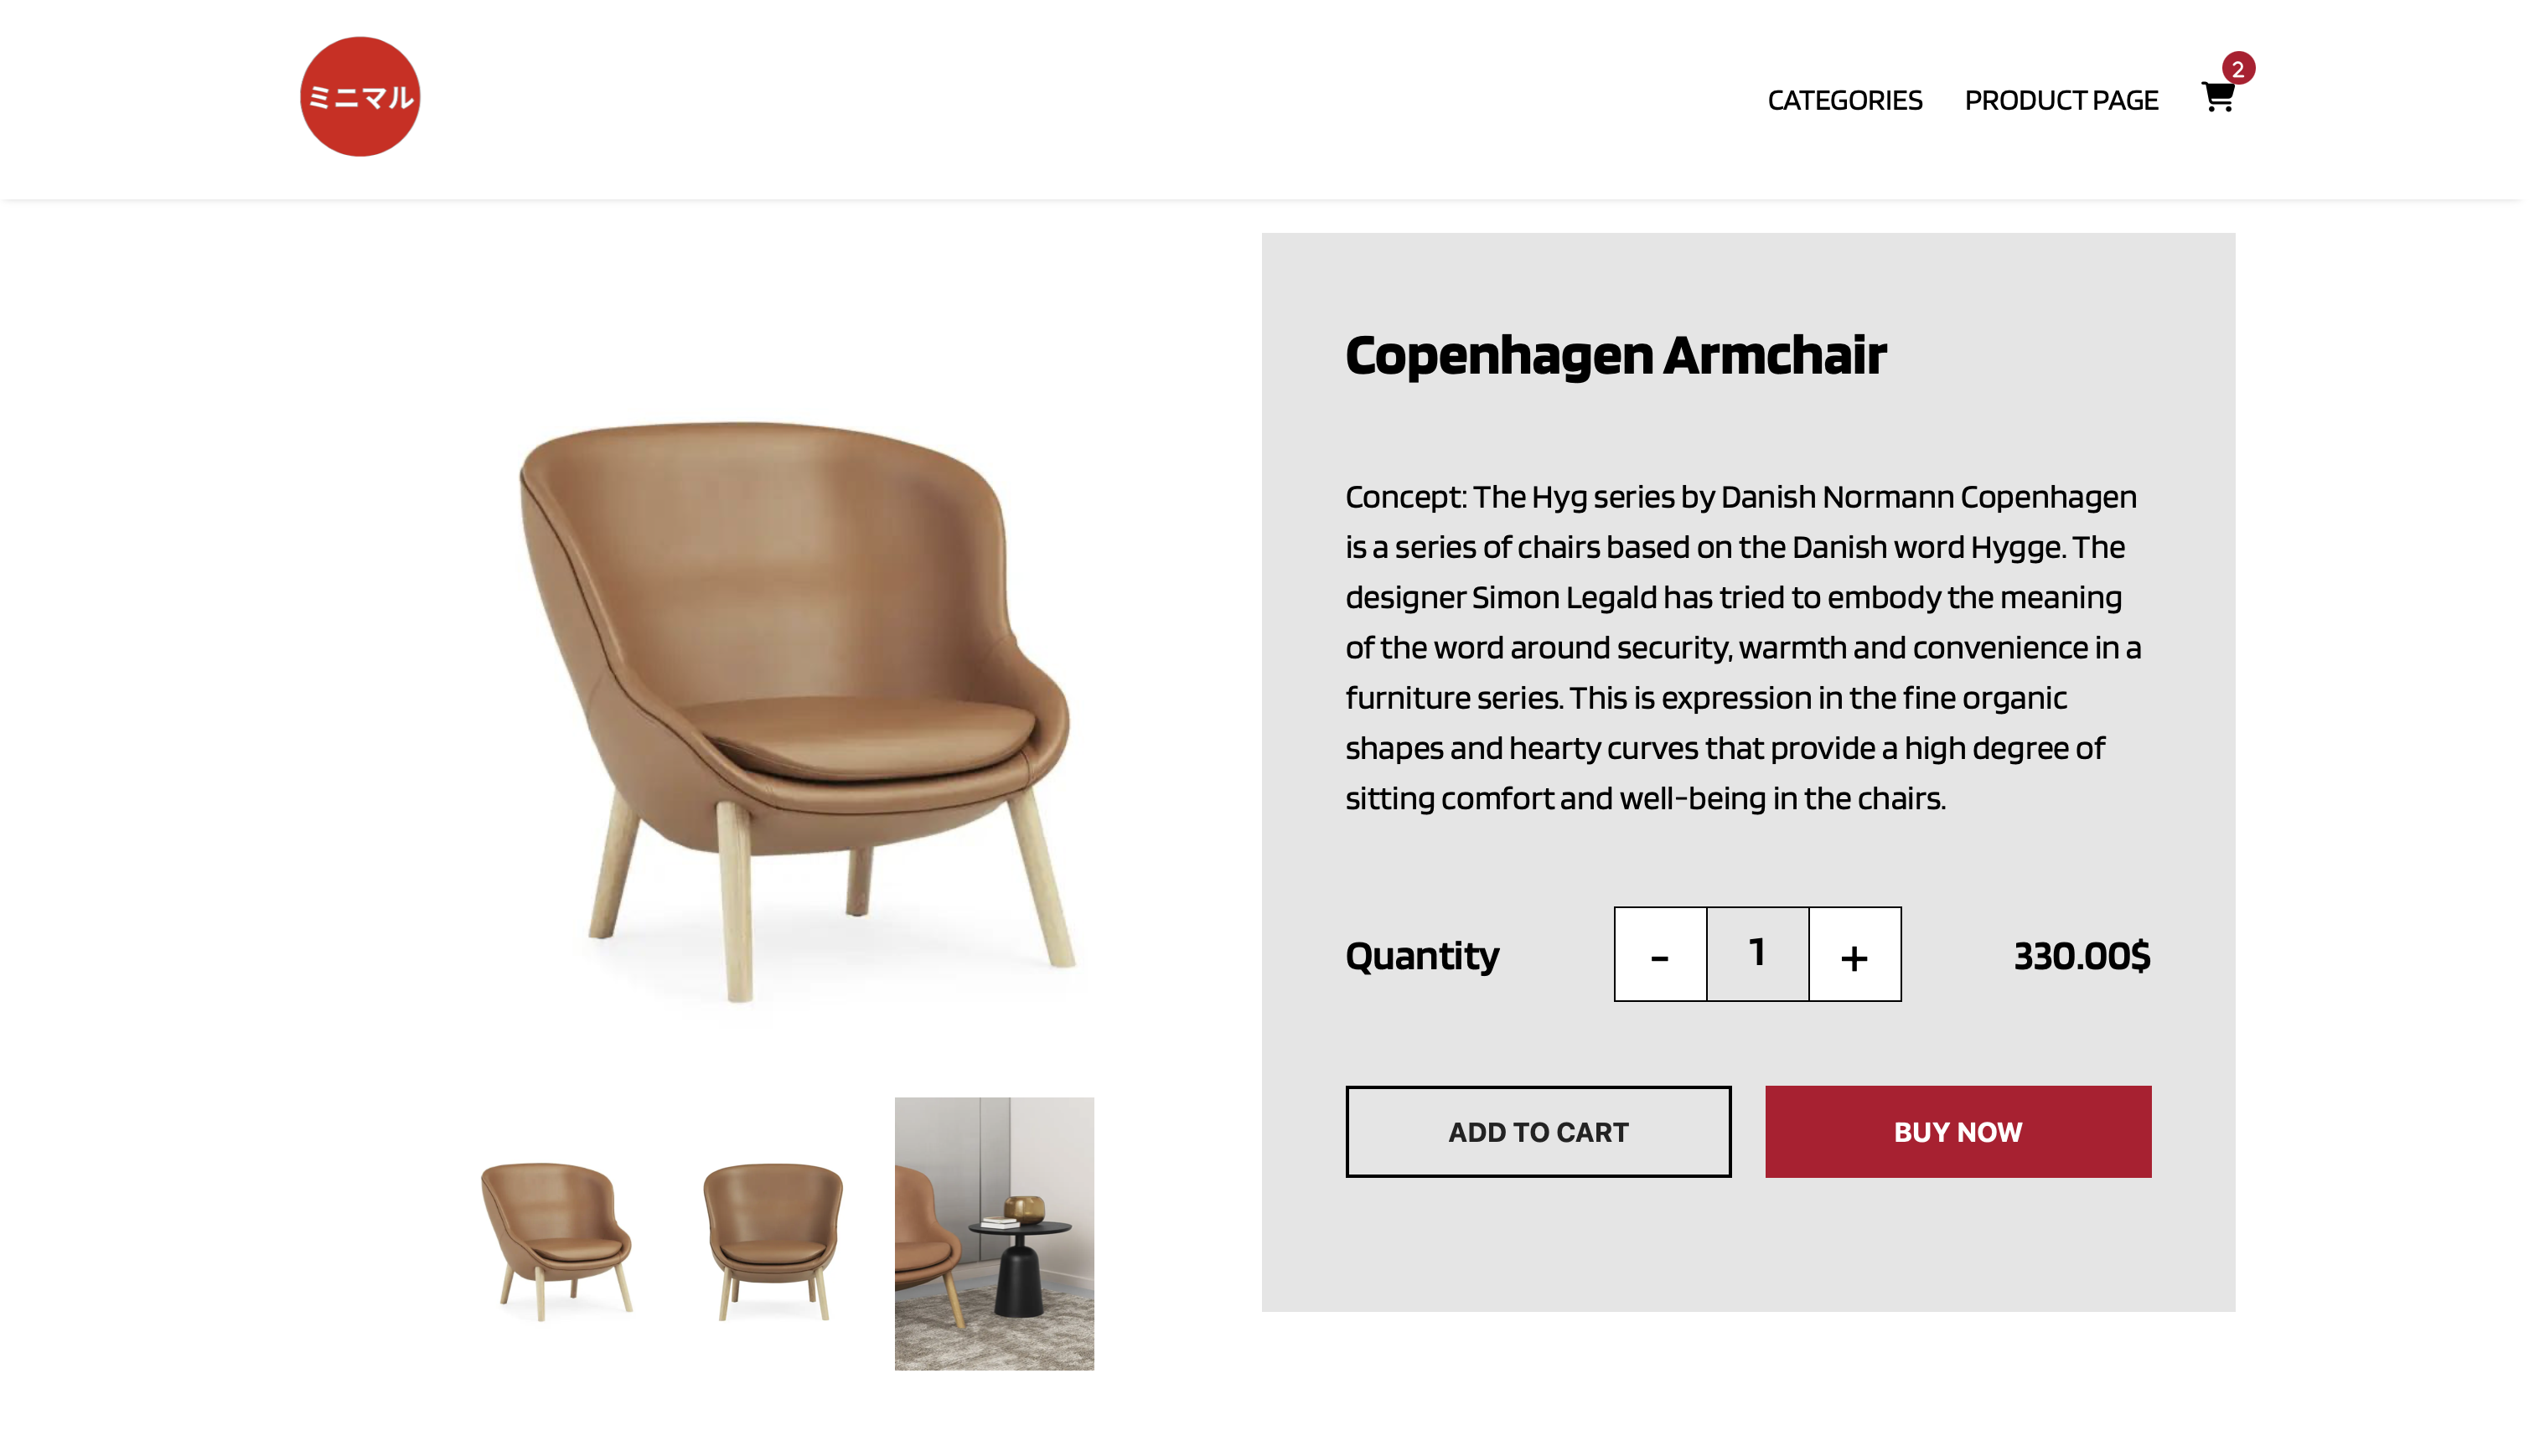 ミニマル
CATEGORIES
PRODUCT PAGE
2
Copenhagen Armchair
Concept: The Hyg series by Danish Normann Copenhagen
is a series of chairs based on the Danish word Hygge. The
designer Simon Legald has tried to embody the meaning
of the word around security, warmth and convenience in a
furniture series. This is expression in the fine organic
shapes and hearty curves that provide a high degree of
sitting comfort and well-being in the chairs.
Quantity
-
1
+
330.00$
ADD TO CART
BUY NOW